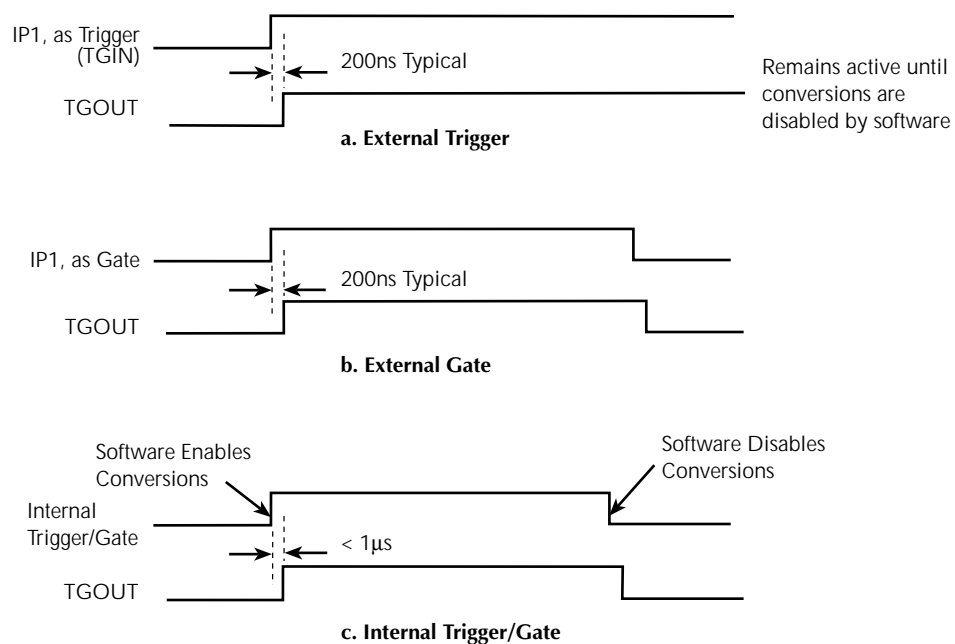 IP1, as Trigger
(TGIN)
200ns Typical
TGOUT
Remains active until
conversions are
disabled by software
a. External Trigger
IP1, as Gate
200ns Typical
TGOUT
b. External Gate
Software Enables
Conversions
Software Disables
Conversions
Internal
Trigger/Gate
< 1µs
TGOUT
c. Internal Trigger/Gate